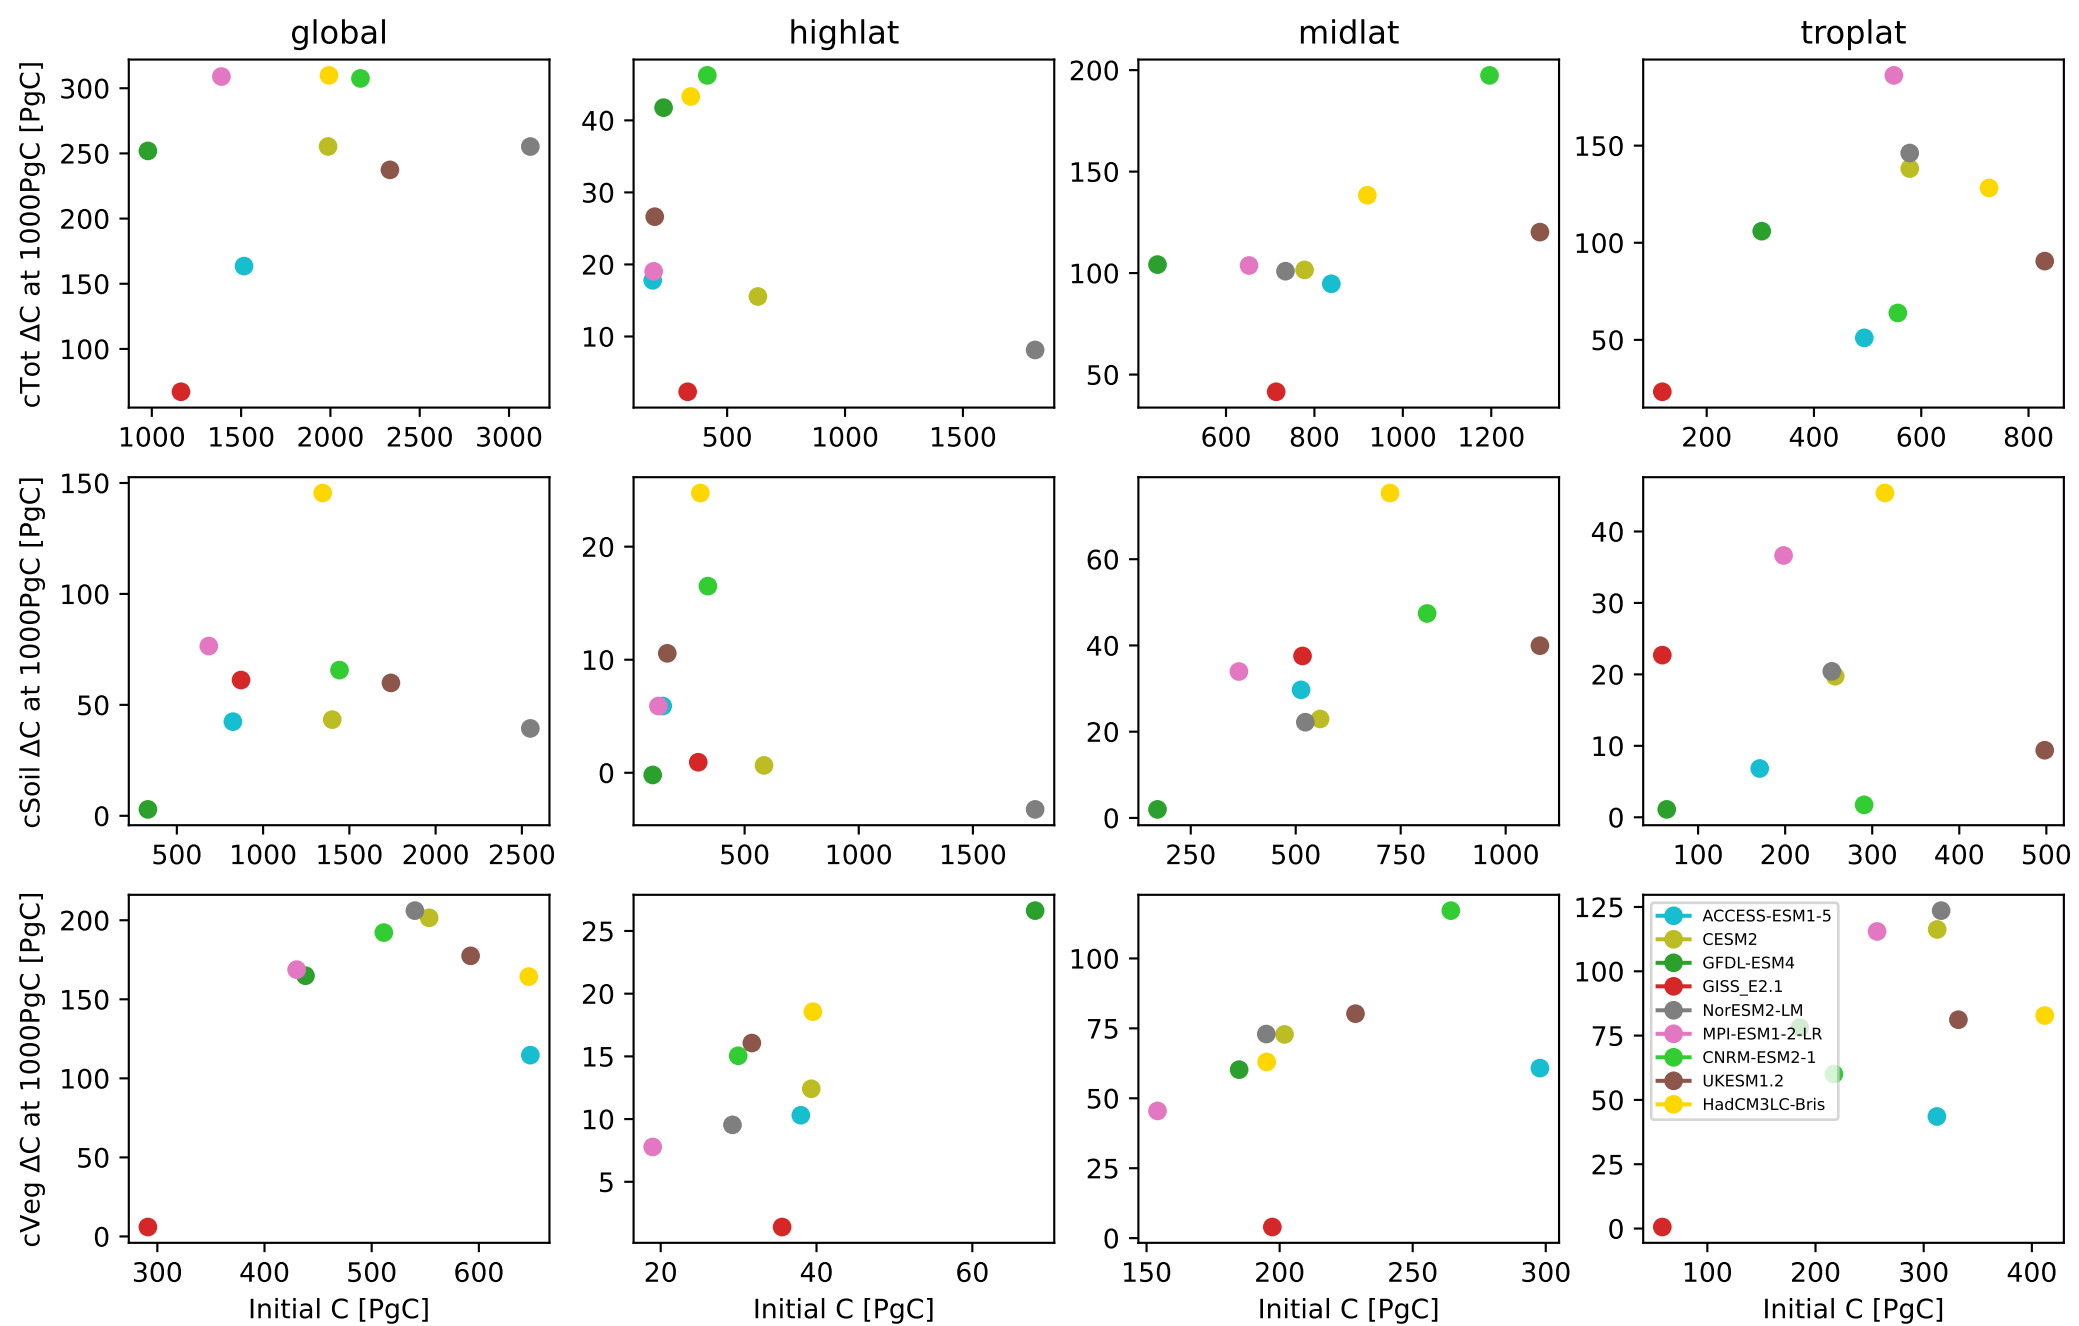 global highlat midlat troplat
cTot ΔC at 1000PgC [PgC]
300
250
200
150
100
1000 1500 2000 2500 3000
40
30
20
10
500 1000 1500
200
150
100
50
600 800 1000 1200
150
100
50
200 400 600 800
cSoil ΔC at 1000PgC [PgC]
150
100
50
0
500 1000 1500 2000 2500
20
10
0
500 1000 1500
60
40
20
0
250 500 750 1000
40
30
20
10
0
100 200 300 400 500
cVeg ΔC at 1000PgC [PgC]
200
150
100
50
0
300 400 500 600
Initial C [PgC]
25
20
15
10
5
20 40 60
Initial C [PgC]
100
75
50
25
0
150 200 250 300
Initial C [PgC]
125
100
75
50
25
0
ACCESS-ESM1-5
CESM2
GFDL-ESM4
GISS_E2.1
NorESM2-LM
MPI-ESM1-2-LR
CNRM-ESM2-1
UKESM1.2
HadCM3LC-Bris
100 200 300 400
Initial C [PgC]